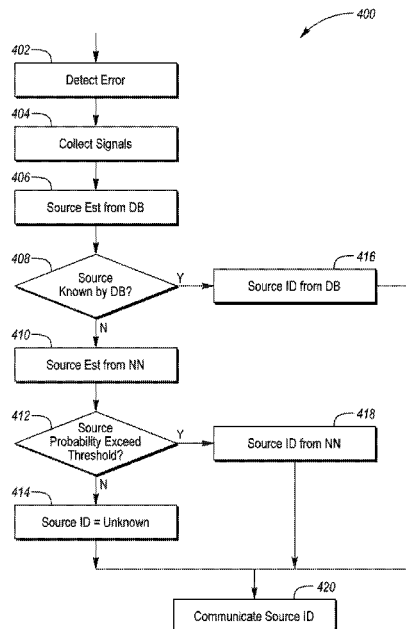 400
402
Detect Error
404
Collect Signals
406
Source Est from DB
408
Source
Known by DB?
Y
416
Source ID from DB
N
410
Source Est from NN
412
Source
Probability Exceed
Threshold?
Y
418
Source ID from NN
N
414
Source ID = Unknown
420
Communicate Source ID